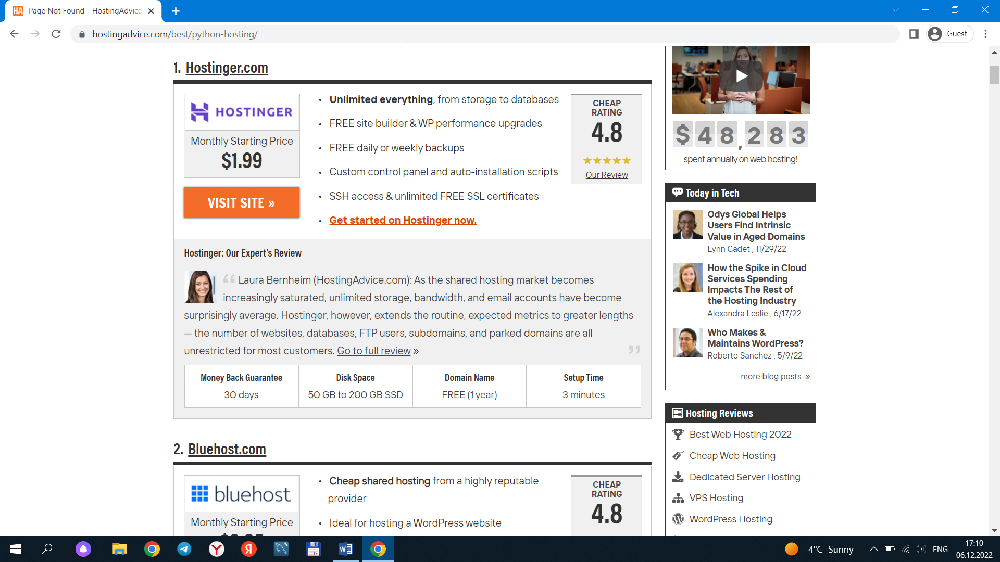 Page Not Found - HostingAdvice
hostingadvice.com/best/python-hosting/
Guest
1. Hostinger.com
HOSTINGER
Monthly Starting Price
$1.99
VISIT SITE »
• Unlimited everything, from storage to databases
• FREE site builder & WP performance upgrades
• FREE daily or weekly backups
• Custom control panel and auto-installation scripts
• SSH access & unlimited FREE SSL certificates
• Get started on Hostinger now.
CHEAP
RATING
4.8
Our Review
Hostinger: Our Expert's Review
“ Laura Bernheim (HostingAdvice.com): As the shared hosting market becomes
increasingly saturated, unlimited storage, bandwidth, and email accounts have become
surprisingly average. Hostinger, however, extends the routine, expected metrics to greater lengths
— the number of websites, databases, FTP users, subdomains, and parked domains are all
unrestricted for most customers. Go to full review » ”
Money Back Guarantee
30 days
Disk Space
50 GB to 200 GB SSD
Domain Name
FREE (1 year)
Setup Time
3 minutes
2. Bluehost.com
bluehost
Monthly Starting Price
• Cheap shared hosting from a highly reputable
provider
• Ideal for hosting a WordPress website
CHEAP
RATING
4.8
$48,283
spent annually on web hosting!
Today in Tech
Odys Global Helps
Users Find Intrinsic
Value in Aged Domains
Lynn Cadet , 11/29/22
How the Spike in Cloud
Services Spending
Impacts The Rest of
the Hosting Industry
Alexandra Leslie , 6/17/22
Who Makes &
Maintains WordPress?
Roberto Sanchez , 5/9/22
more blog posts »
Hosting Reviews
Best Web Hosting 2022
Cheap Web Hosting
Dedicated Server Hosting
VPS Hosting
WordPress Hosting
-4°C Sunny
ENG
17:10
06.12.2022